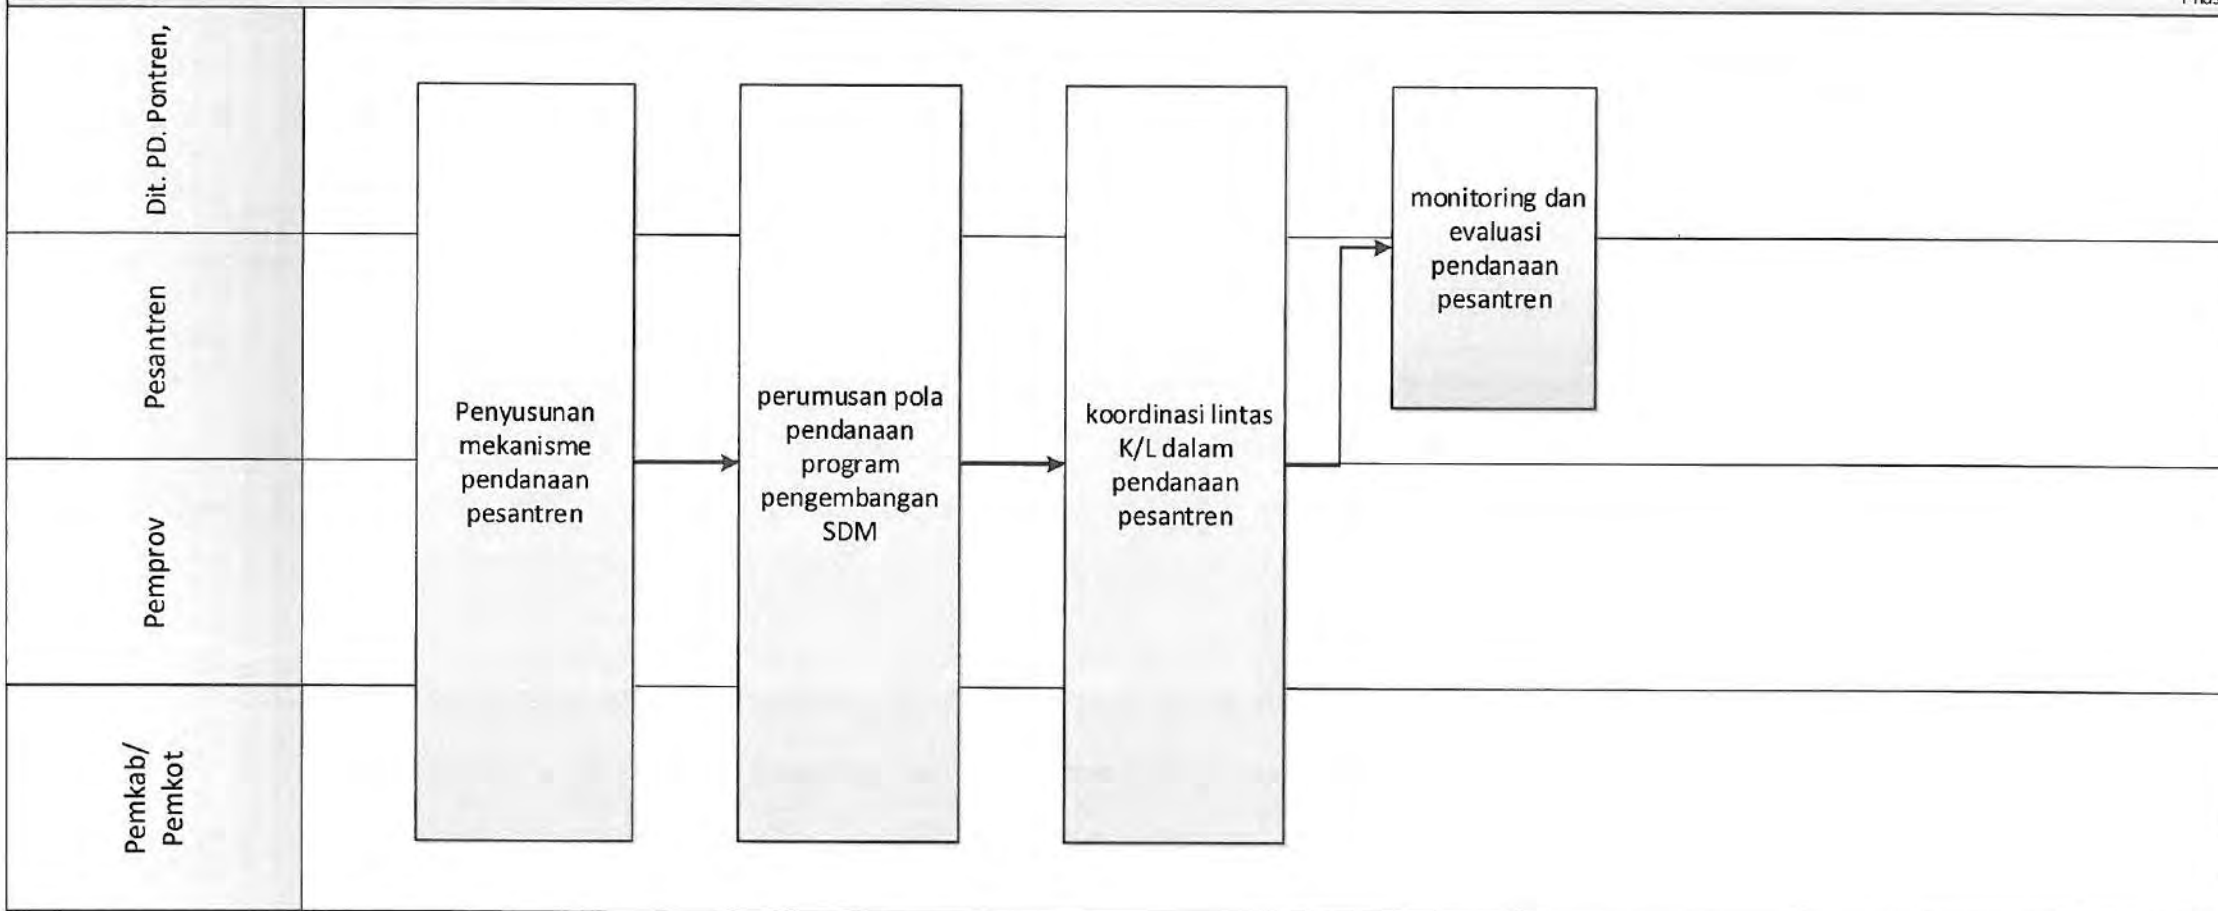 Dit. PD. Pontren,
Pesantren
Pemprov
Pemkab/
Pemkot
Penyusunan
mekanisme
pendanaan
pesantren
perumusan pola
pendanaan
program
pengembangan
SDM
koordinasi lintas
K/L dalam
pendanaan
pesantren
monitoring dan
evaluasi
pendanaan
pesantren